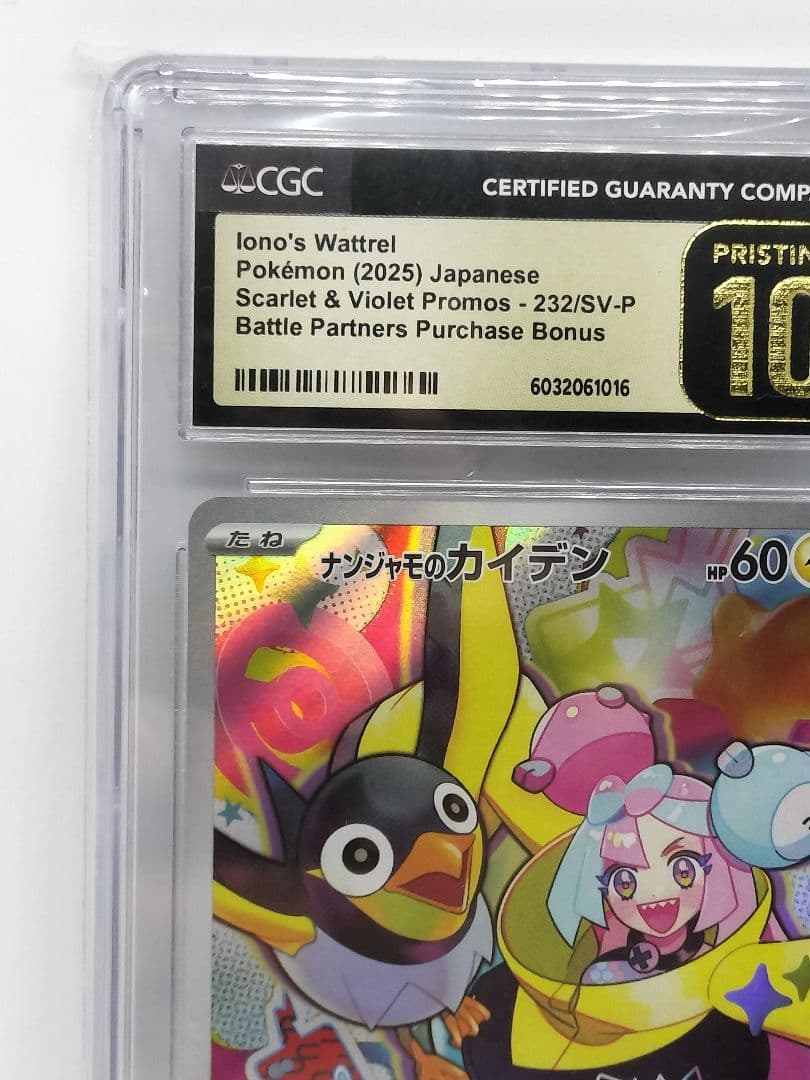 CGC
CERTIFIED GUARANTY COMP
Iono's Wattrel
Pokémon (2025) Japanese
Scarlet & Violet Promos - 232/SV-P
Battle Partners Purchase Bonus
6032061016
PRISTIN
10
たね
ナンジャモのカイデン
HP60